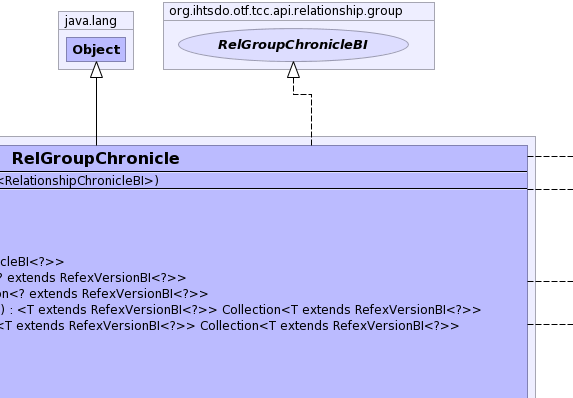 java.lang
Object
org.ihtsdo.otf.tcc.api.relationship.group
RelGroupChronicleBI
RelGroupChronicle
<RelationshipChronicleBI>)
cleBI<?>>
? extends RefexVersionBI<?>>
on<? extends RefexVersionBI<?>>
) : <T extends RefexVersionBI<?>> Collection<T extends RefexVersionBI<?>>
<T extends RefexVersionBI<?>> Collection<T extends RefexVersionBI<?>>